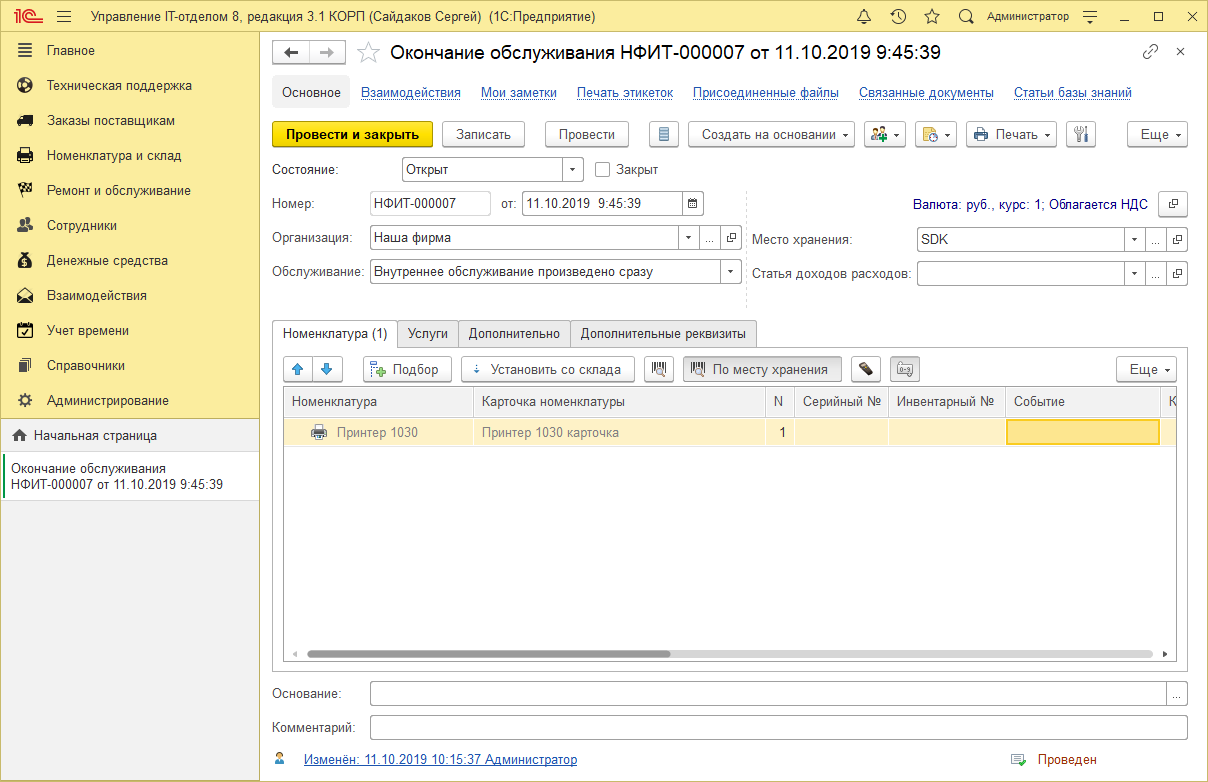 1С Управление IT-отделом 8, редакция 3.1 КОРП (Сайдаков Сергей) (1С:Предприятие) Администратор
Главное
Техническая поддержка
Заказы поставщикам
Номенклатура и склад
Ремонт и обслуживание
Сотрудники
Денежные средства
Взаимодействия
Учет времени
Справочники
Администрирование
Начальная страница
Окончание обслуживания
НФИТ-000007 от 11.10.2019 9:45:39
Окончание обслуживания НФИТ-000007 от 11.10.2019 9:45:39
Основное Взаимодействия Мои заметки Печать этикеток Присоединенные файлы Связанные документы Статьи базы знаний
Провести и закрыть Записать Провести Создать на основании Печать Еще
Состояние: Открыт Закрыт
Номер: НФИТ-000007 от: 11.10.2019 9:45:39 Валюта: руб., курс: 1; Облагается НДС
Организация: Наша фирма ... Место хранения: SDK ...
Обслуживание: Внутреннее обслуживание произведено сразу Статья доходов расходов: ...
Номенклатура (1) Услуги Дополнительно Дополнительные реквизиты
Подбор Установить со склада По месту хранения Еще
Номенклатура Карточка номенклатуры N Серийный № Инвентарный № Событие К
Принтер 1030 Принтер 1030 карточка 1
Основание: ...
Комментарий:
Изменён: 11.10.2019 10:15:37 Администратор Проведен